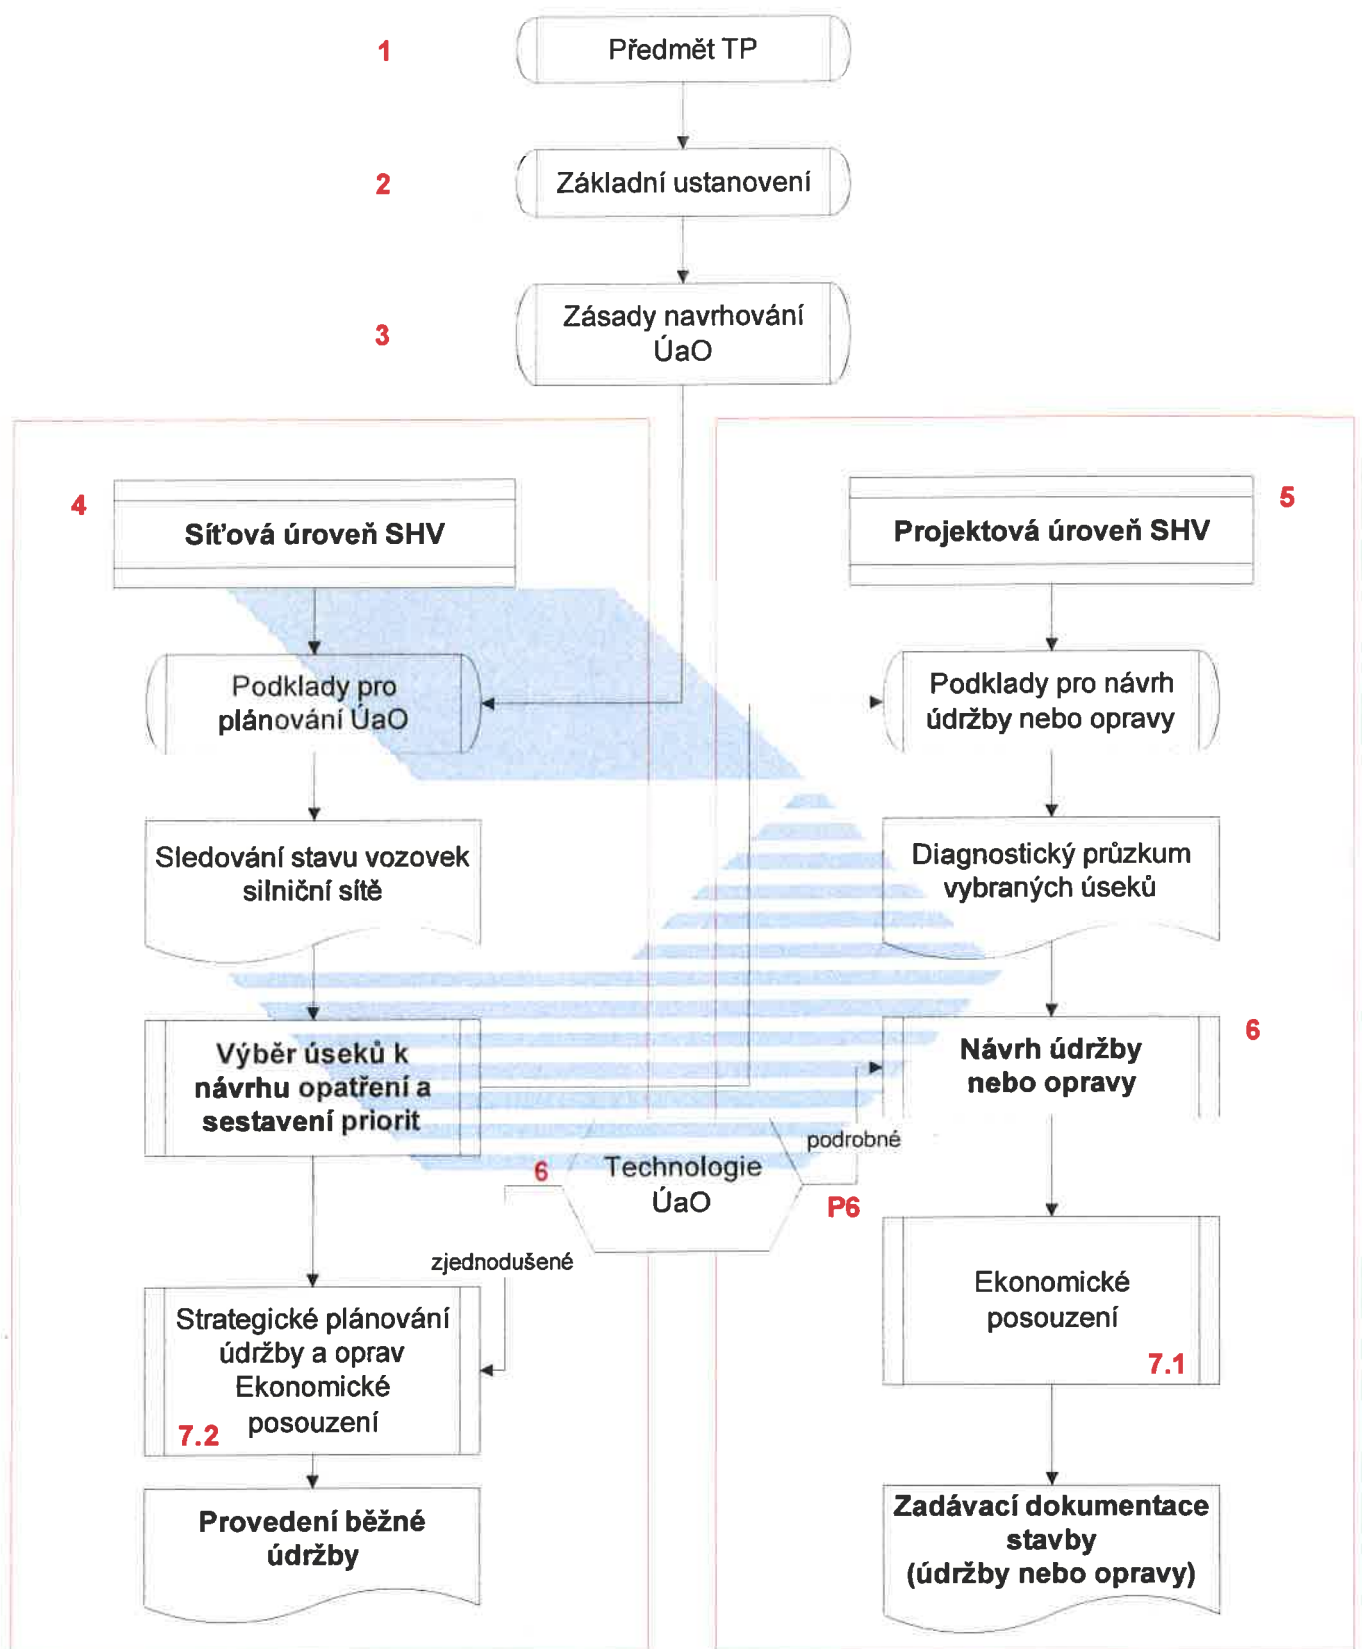 1
Předmět TP
2
Základní ustanovení
3
Zásady navrhování
ÚaO
4
Síťová úroveň SHV
Podklady pro
plánování ÚaO
Sledování stavu vozovek
silniční sítě
Výběr úseků k
návrhu opatření a
sestavení priorit
6
Technologie
ÚaO
zjednodušené
podrobné
P6
Strategické plánování
údržby a oprav
Ekonomické
posouzení
7.2
Provedení běžné
údržby
5
Projektová úroveň SHV
Podklady pro návrh
údržby nebo opravy
Diagnostický průzkum
vybraných úseků
6
Návrh údržby
nebo opravy
Ekonomické
posouzení
7.1
Zadávací dokumentace
stavby
(údržby nebo opravy)